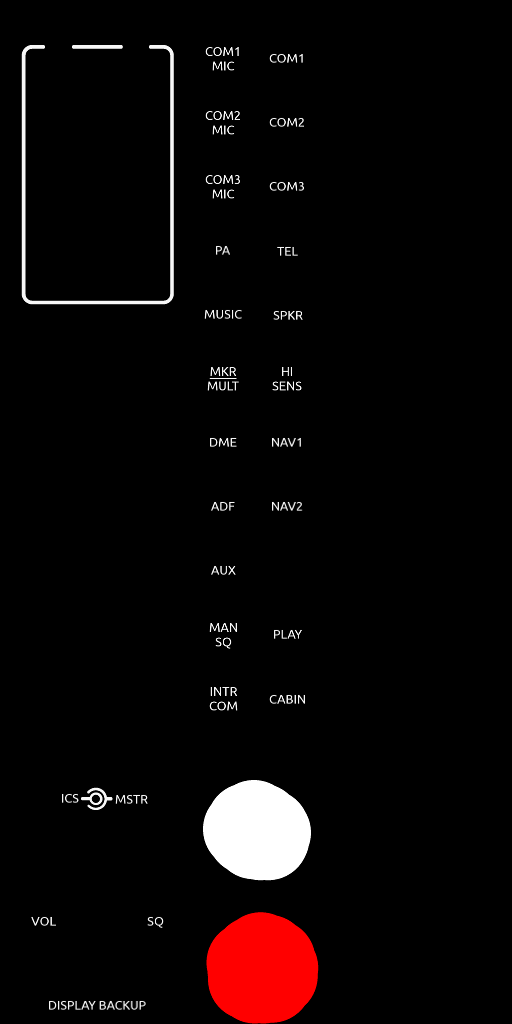 COM1 MIC
COM1
COM2 MIC
COM2
COM3 MIC
COM3
PA
TEL
MUSIC
SPKR
MKR
MULT
HI
SENS
DME
NAV1
ADF
NAV2
AUX
MAN
SQ
PLAY
INTR
COM
CABIN
ICS
MSTR
VOL
SQ
DISPLAY BACKUP